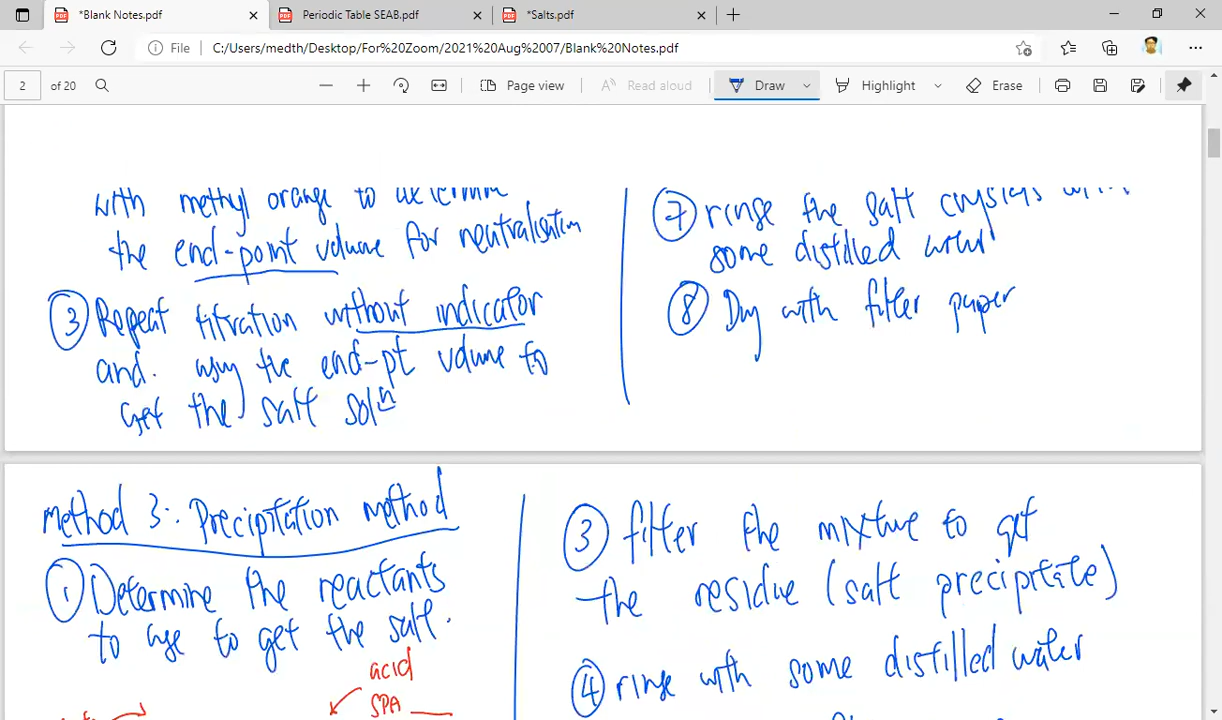 *Blank Notes.pdf
Periodic Table SEAB.pdf
*Salts.pdf
File
C:/Users/medth/Desktop/For%20Zoom/2021%20Aug%2007/Blank%20Notes.pdf
2 of 20
Page view
Read aloud
Draw
Highlight
Erase
with methyl orange to determine
the end-point volume for neutralisation
③ Repeat titration without indicator
and. using the end-pt volume to
get the salt solⁿ
⑦ rinse the salt crystals with
some distilled water
⑧ Dry with filter paper
Method 3: Precipitation method
① Determine the reactants
to use to get the salt.
acid
SPA
③ filter the mixture to get
the residue (salt precipitate)
④ rinse with some distilled water